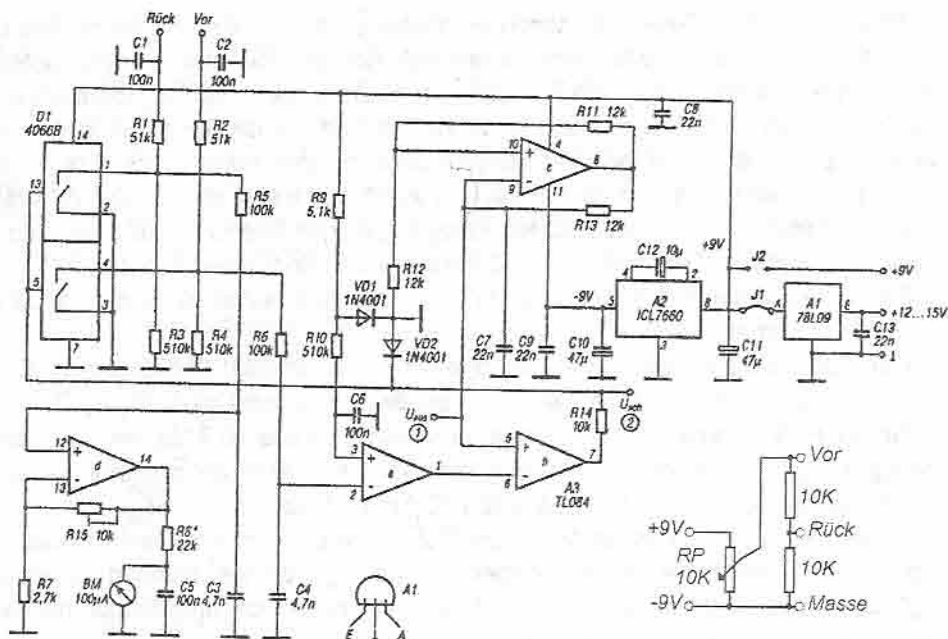 Rück Vor
C1
100n
C2
100n
D1
4066B
14
R1
51k
R2
51k
1
13
2
4
5
3
7
R5
100k
R9
5,1k
R11 12k
C8
22n
10
4
8
c
9
11
R13 12k
R12
12k
VD1
1N4001
VD2
1N4001
R3
510k
R4
510k
R6
100k
R10
510k
C7
22n
C9
22n
-9V
C10
47µ
C12 10µ
4
2
5
A2
ICL7660
8
3
+9V
J2
J1
C11
47µ
A
A1
78L09
E
+9V
+12...15V
C13
22n
1
C6
100n
1
R14
10k
2
12
14
d
13
3
1
2
5
b
7
6
A3
TL084
R15 10k
R8*
22k
R7
2,7k
BM
100µA
C5
100n
C3
4,7n
C4
4,7n
A1
E
A
Vor
10K
+9V
Rück
RP
10K
10K
-9V
Masse